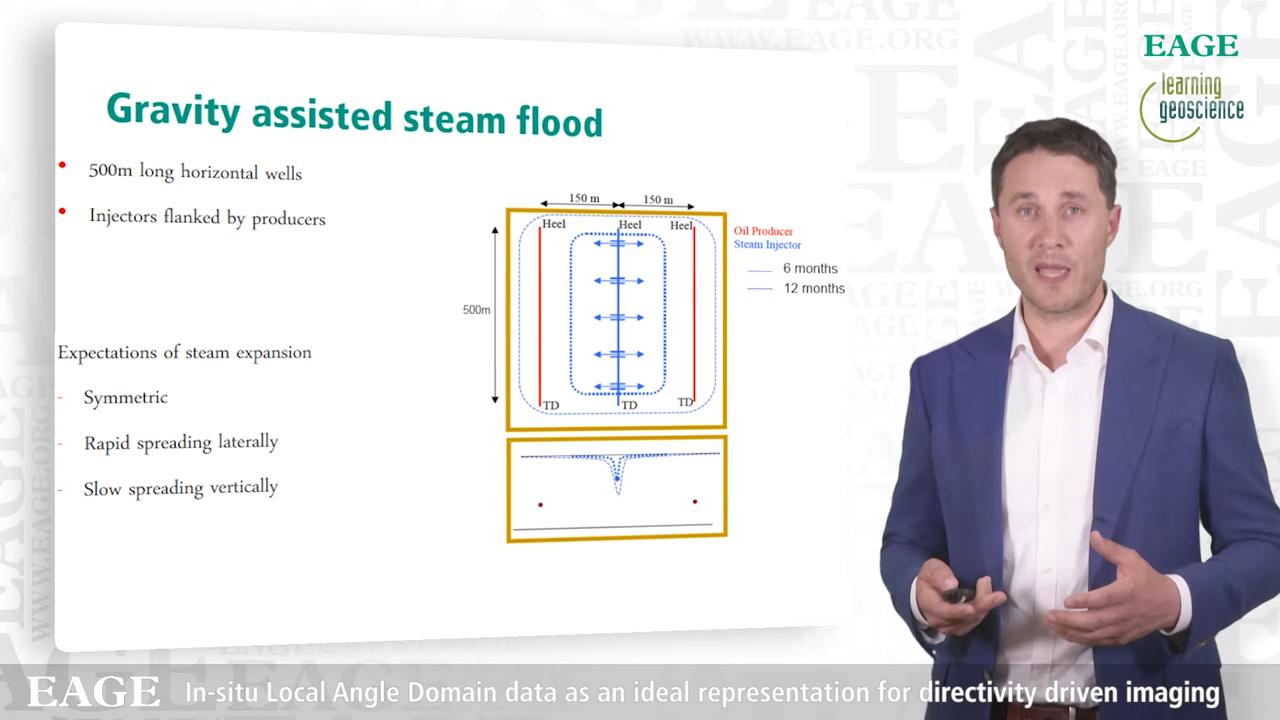 EAGE
learning
geoscience
Gravity assisted steam flood
500m long horizontal wells
Injectors flanked by producers
150 m 150 m
Heel Heel Heel
Oil Producer
Steam Injector
6 months
12 months
500m
TD TD TD
Expectations of steam expansion
- Symmetric
- Rapid spreading laterally
- Slow spreading vertically
EAGE In-situ Local Angle Domain data as an ideal representation for directivity driven imaging